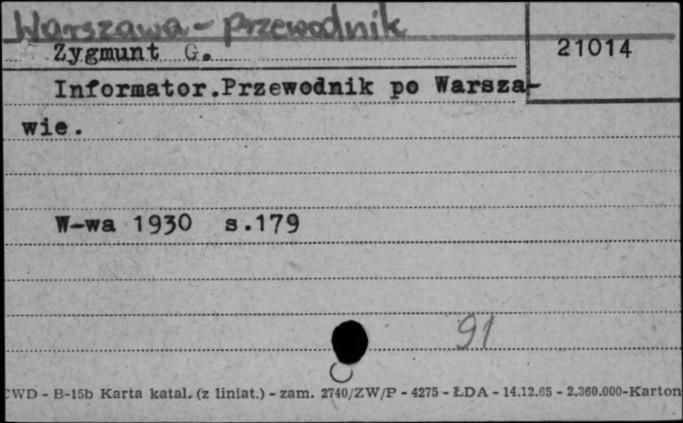 Warszawa - przewodnik
Zygmunt G.
21014
Informator.Przewodnik po Warsza-
wie.
W-wa 1930 s.179
91
CWD - B-15b Karta katal. (z liniat.) - zam. 2740/ZW/P - 4275 - ŁDA - 14.12.65 - 2.360.000-Karton